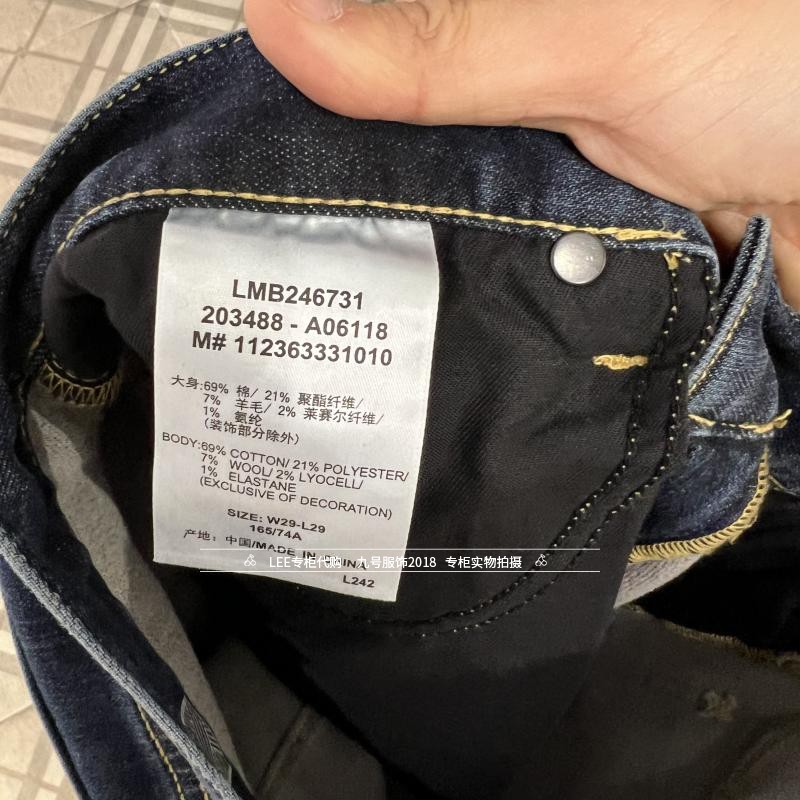 LMB246731
203488 - A06118
M# 112363331010
大身:69% 棉/ 21% 聚酯纤维/
7% 羊毛/ 2% 莱赛尔纤维/
1% 氨纶
(装饰部分除外)
BODY:69% COTTON/ 21% POLYESTER/
7% WOOL/ 2% LYOCELL/
1% ELASTANE
(EXCLUSIVE OF DECORATION)
SIZE: W29-L29
165/74A
产地: 中国/MADE IN CHINA
LEE专柜代购 九号服饰2018 专柜实物拍摄
L242